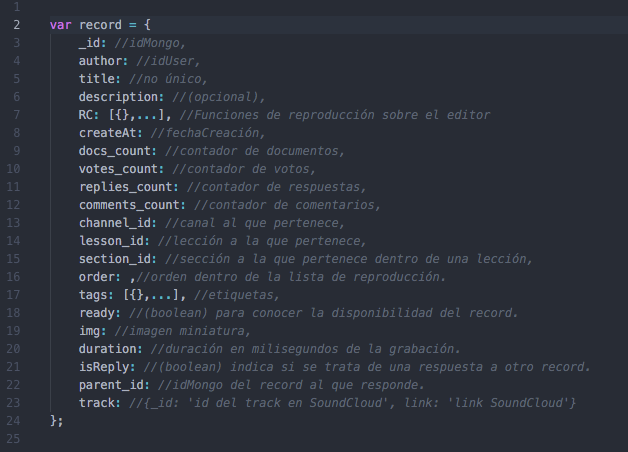 1
2 var record = {
3 _id: //idMongo,
4 author: //idUser,
5 title: //no único,
6 description: //(opcional),
7 RC: [{},...], //Funciones de reproducción sobre el editor
8 createAt: //fechaCreación,
9 docs_count: //contador de documentos,
10 votes_count: //contador de votos,
11 replies_count: //contador de respuestas,
12 comments_count: //contador de comentarios,
13 channel_id: //canal al que pertenece,
14 lesson_id: //lección a la que pertenece,
15 section_id: //sección a la que pertenece dentro de una lección,
16 order: ,//orden dentro de la lista de reproducción.
17 tags: [{},...], //etiquetas,
18 ready: //(boolean) para conocer la disponibilidad del record.
19 img: //imagen miniatura,
20 duration: //duración en milisegundos de la grabación.
21 isReply: //(boolean) indica si se trata de una respuesta a otro record.
22 parent_id: //idMongo del record al que responde.
23 track: //{_id: 'id del track en SoundCloud', link: 'link SoundCloud'}
24 };
25